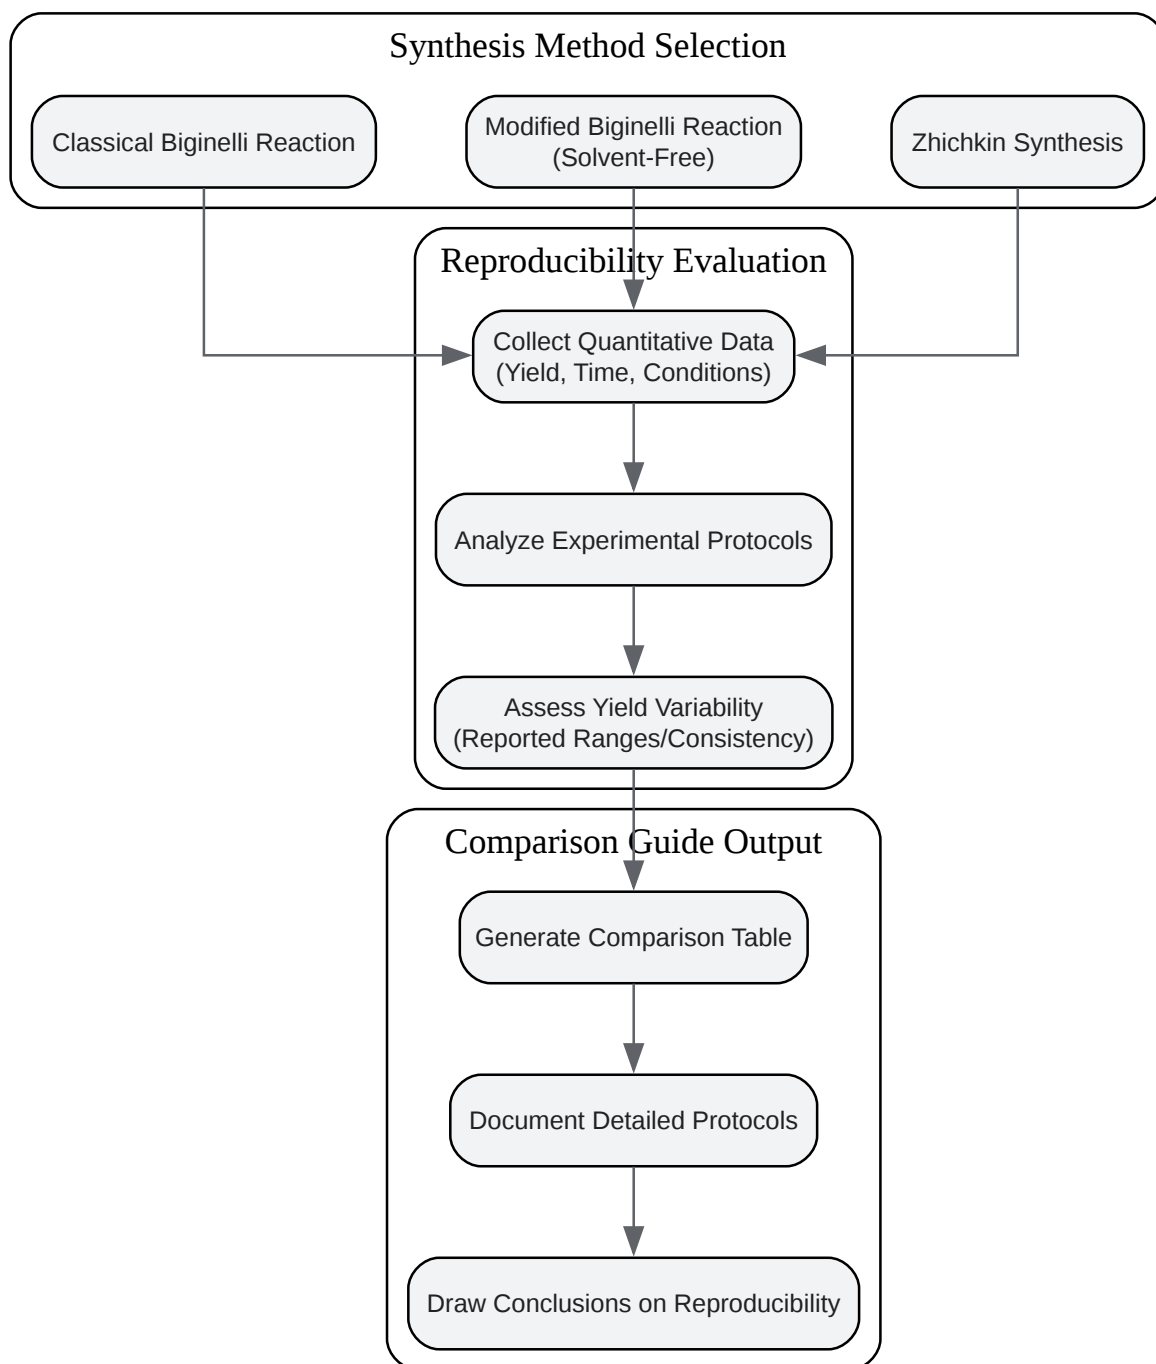 Synthesis Method Selection
Classical Biginelli Reaction
Modified Biginelli Reaction
(Solvent-Free)
Zhichkin Synthesis
Reproducibility Evaluation
Collect Quantitative Data
(Yield, Time, Conditions)
Analyze Experimental Protocols
Assess Yield Variability
(Reported Ranges/Consistency)
Comparison Guide Output
Generate Comparison Table
Document Detailed Protocols
Draw Conclusions on Reproducibility